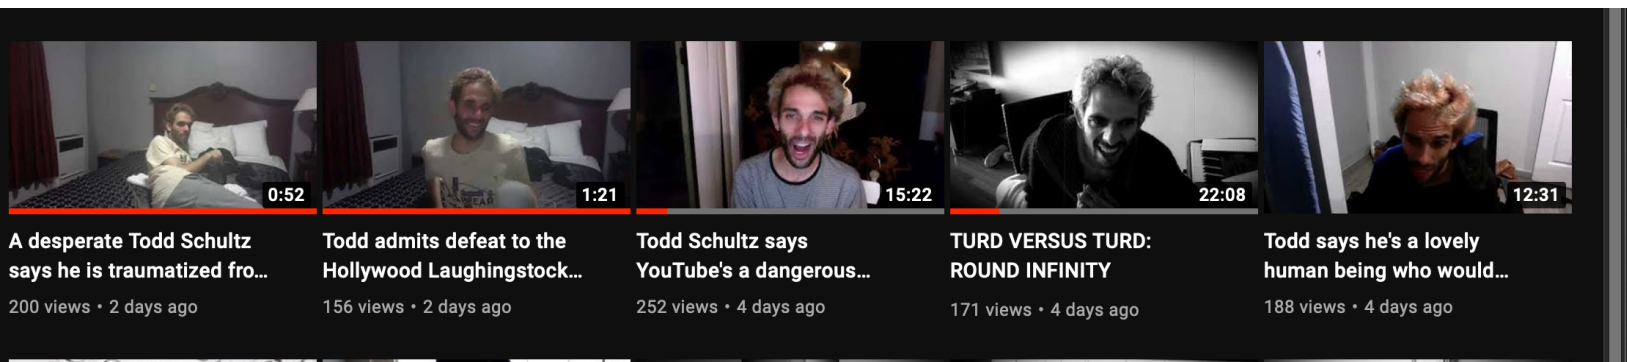 0:52
1:21
15:22
22:08
12:31
A desperate Todd Schultz
says he is traumatized fro...
200 views • 2 days ago
Todd admits defeat to the
Hollywood Laughingstock...
156 views • 2 days ago
Todd Schultz says
YouTube's a dangerous...
252 views • 4 days ago
TURD VERSUS TURD:
ROUND INFINITY
171 views • 4 days ago
Todd says he's a lovely
human being who would...
188 views • 4 days ago